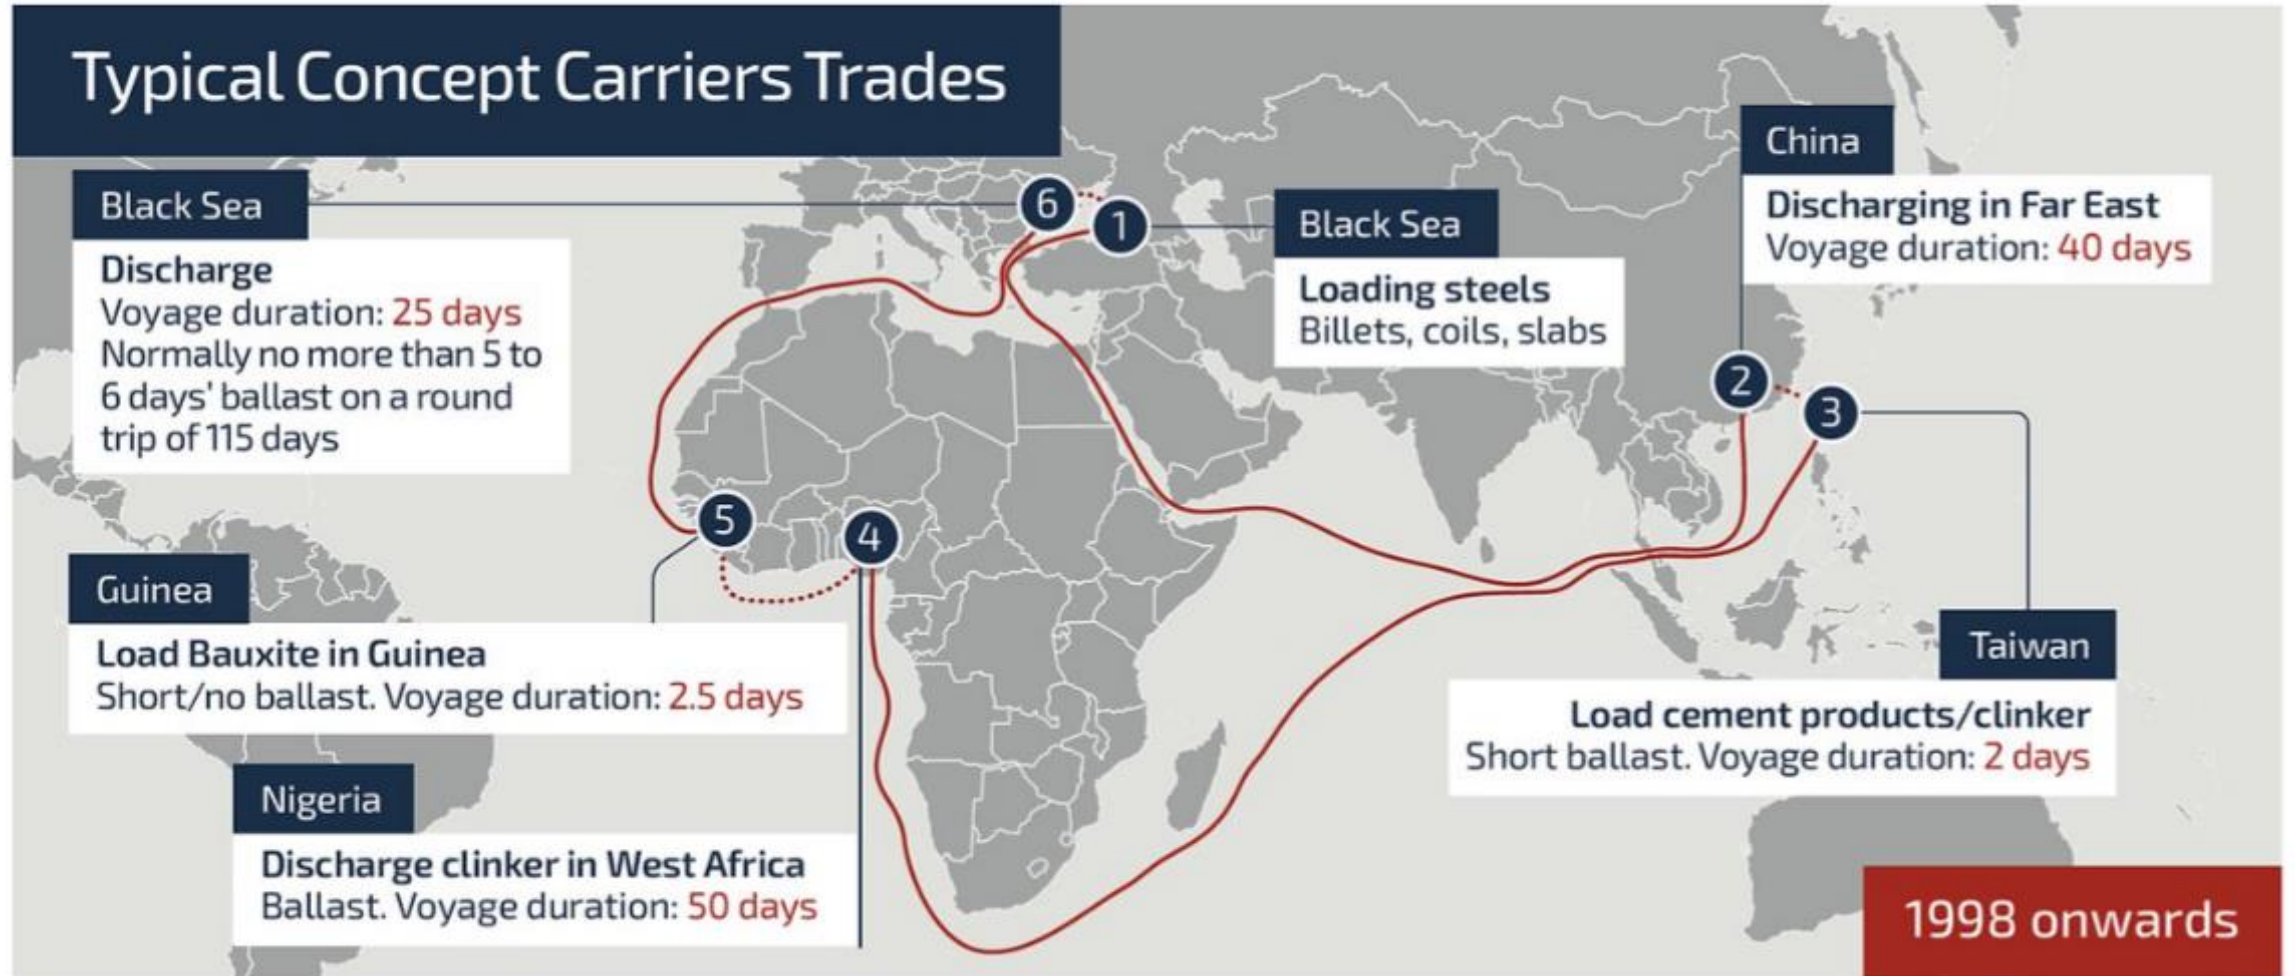 Typical Concept Carriers Trades
Black Sea
Discharge
Voyage duration: 25 days
Normally no more than 5 to
6 days' ballast on a round
trip of 115 days
6
1
Black Sea
Loading steels
Billets, coils, slabs
China
Discharging in Far East
Voyage duration: 40 days
2
3
5
4
Guinea
Load Bauxite in Guinea
Short/no ballast. Voyage duration: 2.5 days
Taiwan
Load cement products/clinker
Short ballast. Voyage duration: 2 days
Nigeria
Discharge clinker in West Africa
Ballast. Voyage duration: 50 days
1998 onwards